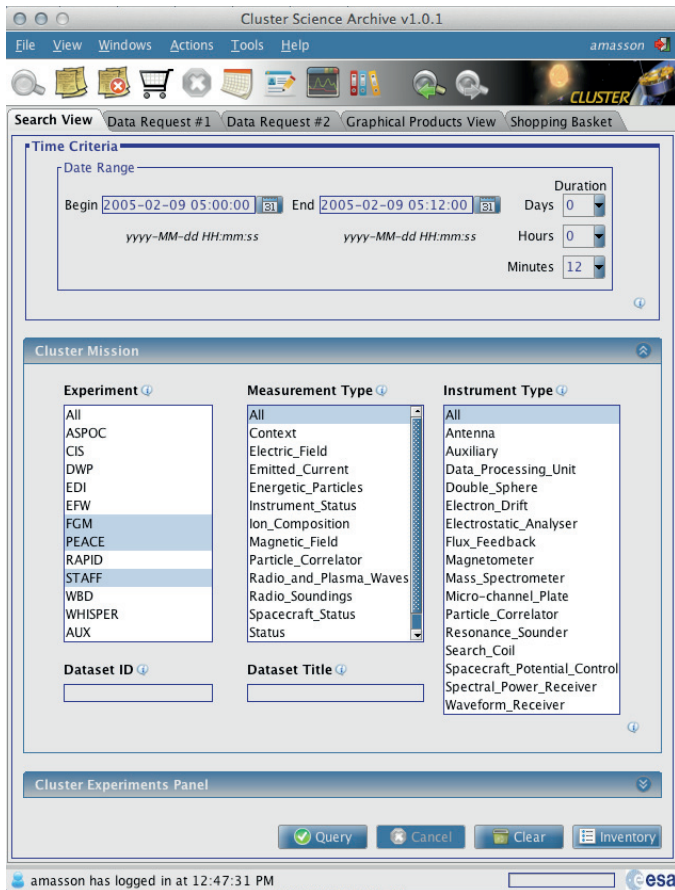 Cluster Science Archive v1.0.1
File View Windows Actions Tools Help amasson
CLUSTER
Search View Data Request #1 Data Request #2 Graphical Products View Shopping Basket
Time Criteria
Date Range
Duration
Begin 2005-02-09 05:00:00 31 End 2005-02-09 05:12:00 31 Days 0
yyyy-MM-dd HH:mm:ss yyyy-MM-dd HH:mm:ss Hours 0
Minutes 12
Cluster Mission
Experiment
All
ASPOC
CIS
DWP
EDI
EFW
FGM
PEACE
RAPID
STAFF
WBD
WHISPER
AUX
Measurement Type
All
Context
Electric_Field
Emitted_Current
Energetic_Particles
Instrument_Status
Ion_Composition
Magnetic_Field
Particle_Correlator
Radio_and_Plasma_Waves
Radio_Soundings
Spacecraft_Status
Status
Instrument Type
All
Antenna
Auxiliary
Data_Processing_Unit
Double_Sphere
Electron_Drift
Electrostatic_Analyser
Flux_Feedback
Magnetometer
Mass_Spectrometer
Micro-channel_Plate
Particle_Correlator
Resonance_Sounder
Search_Coil
Spacecraft_Potential_Control
Spectral_Power_Receiver
Waveform_Receiver
Dataset ID Dataset Title
Cluster Experiments Panel
Query Cancel Clear Inventory
amasson has logged in at 12:47:31 PM
esa